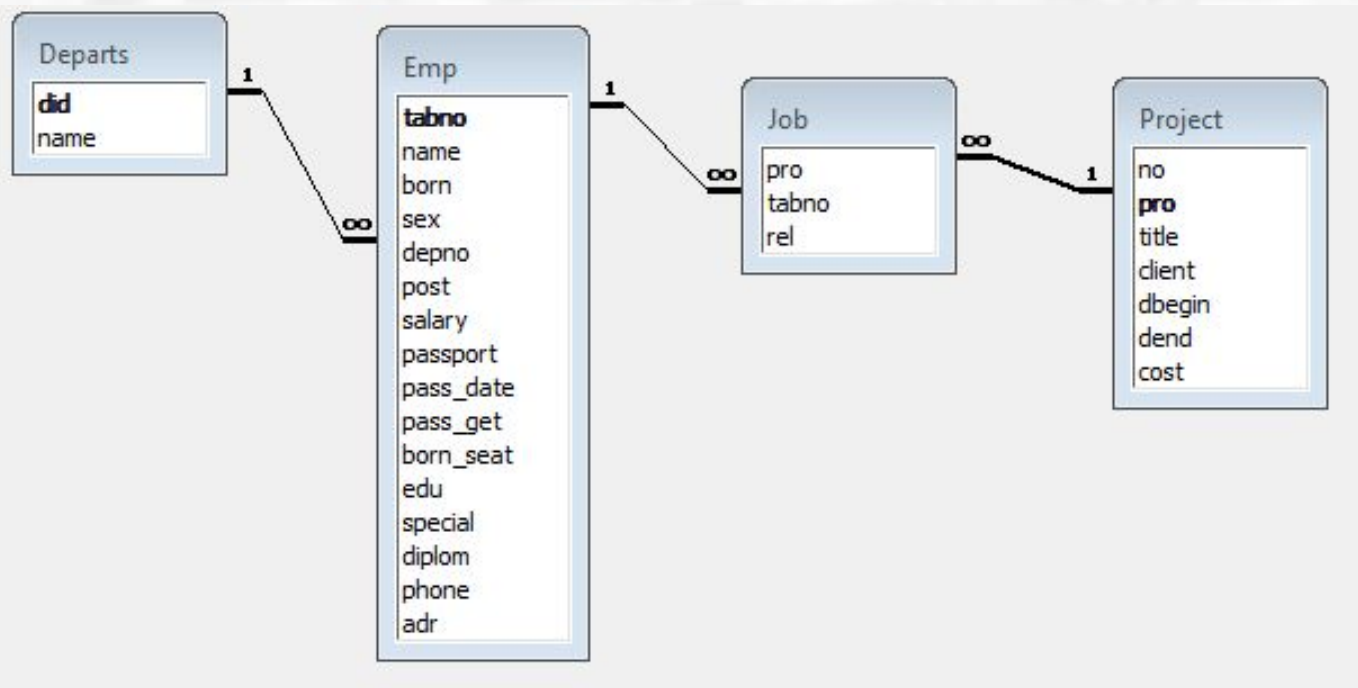 Departs
did
name
1
∞
Emp
tabno
name
born
sex
depno
post
salary
passport
pass_date
pass_get
born_seat
edu
special
diplom
phone
adr
1
∞
Job
pro
tabno
rel
∞
1
Project
no
pro
title
client
dbegin
dend
cost